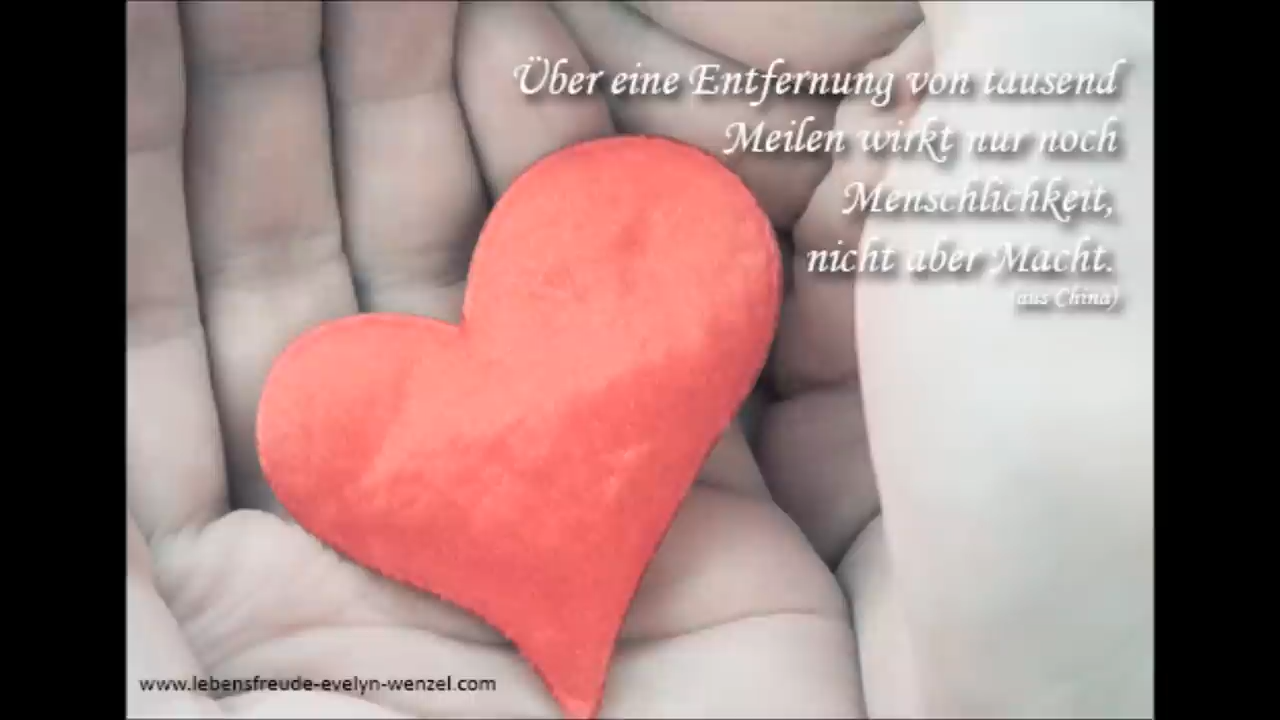 Über eine Entfernung von tausend
Meilen wirkt nur noch
Menschlichkeit,
nicht aber Macht.
(aus China)
www.lebensfreude-evelyn-wenzel.com